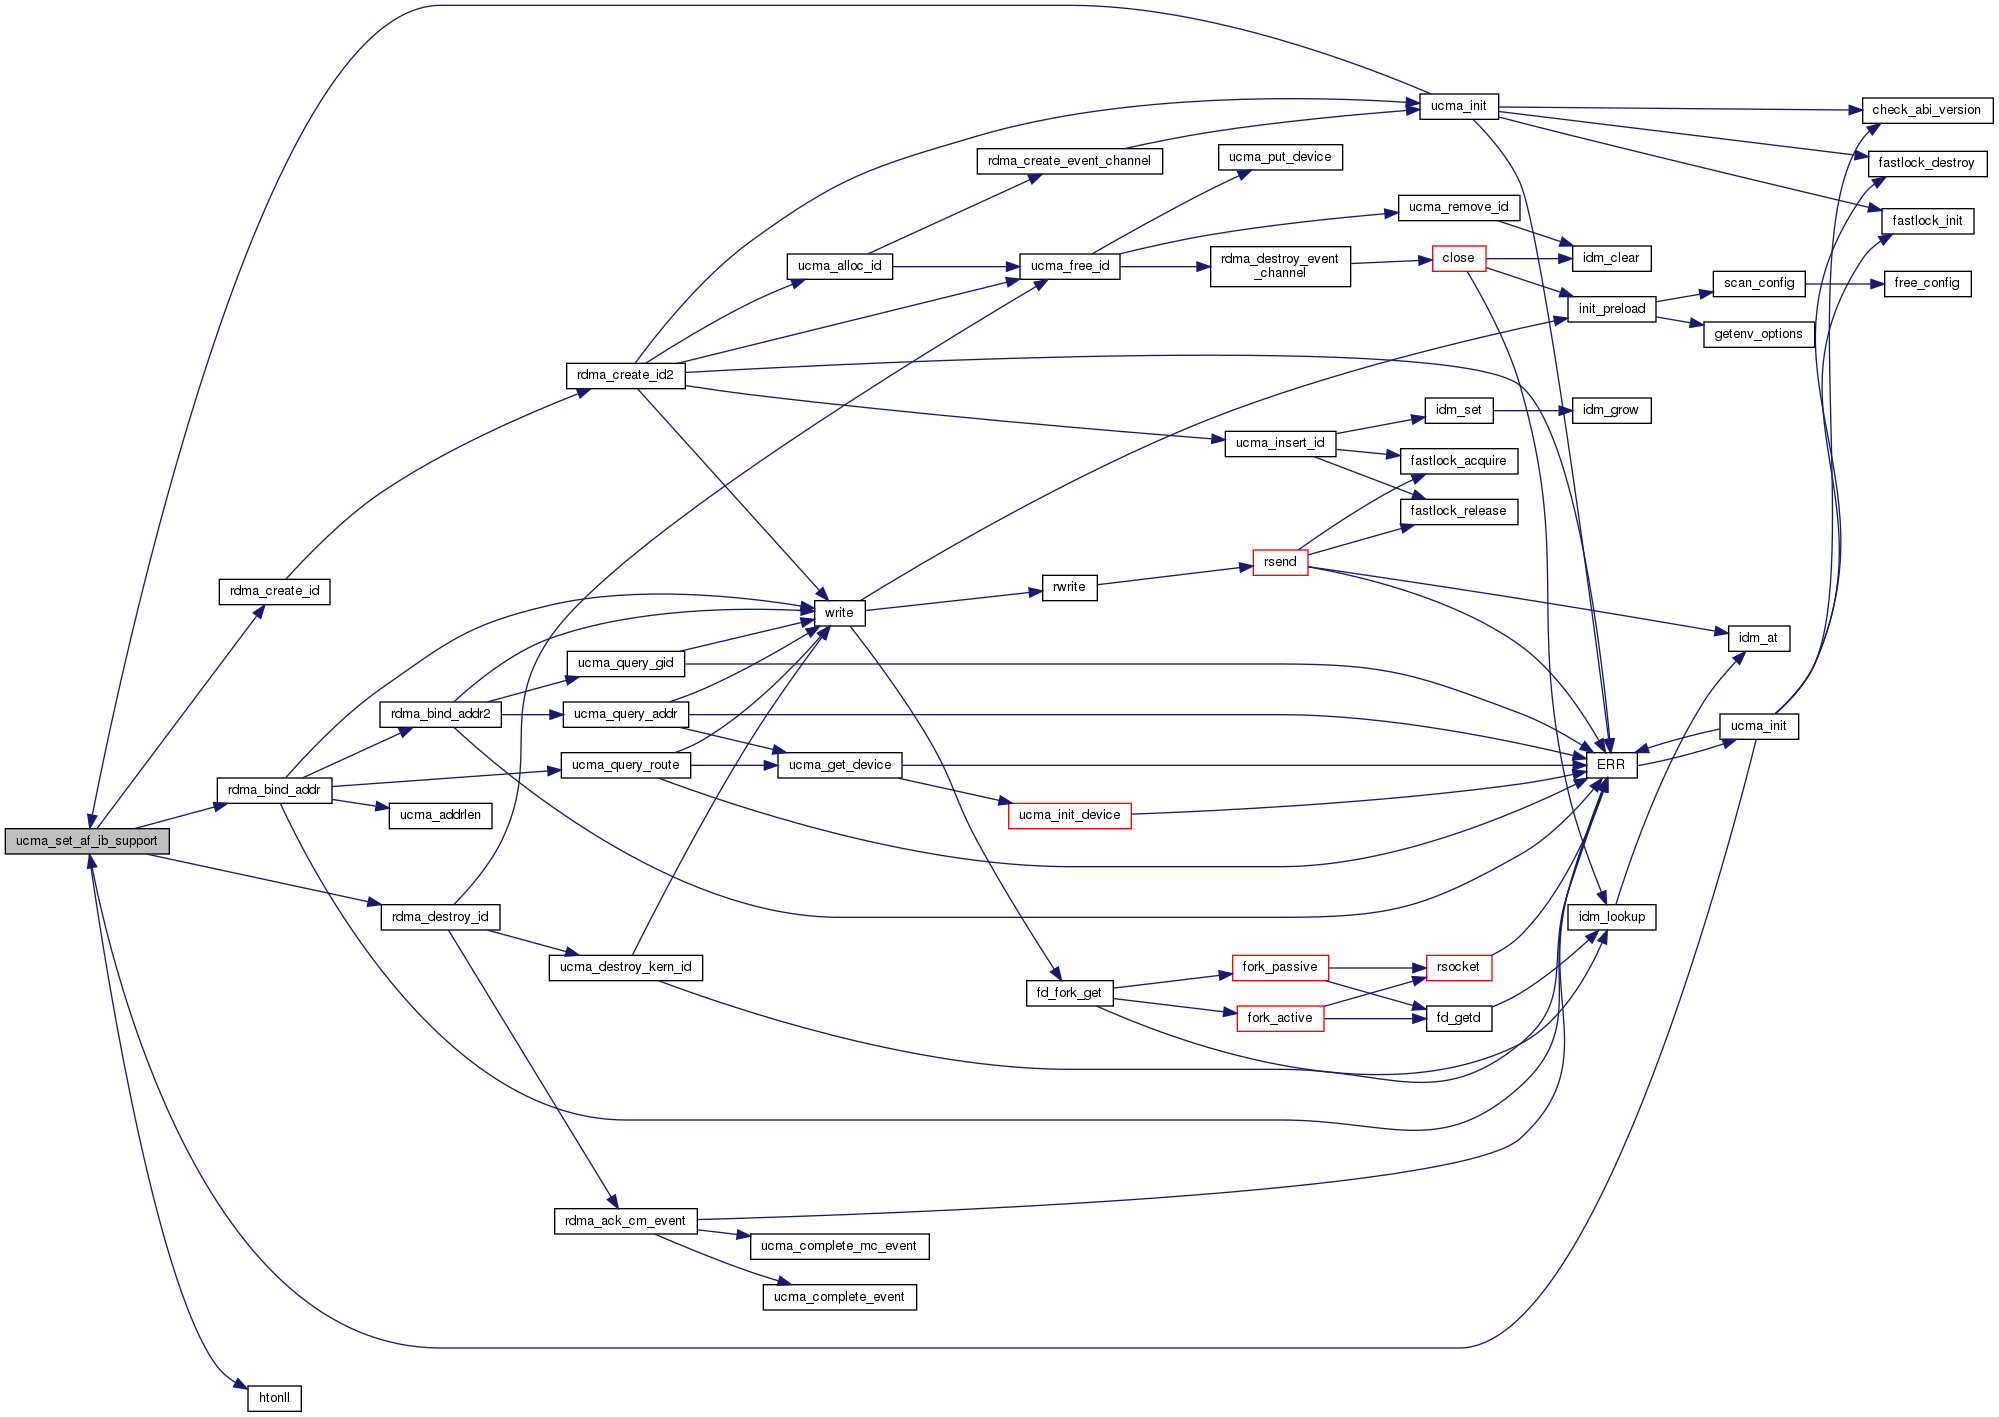 ucma_init
check_abi_version
rdma_create_event_channel
ucma_put_device
fastlock_destroy
ucma_remove_id
fastlock_init
ucma_alloc_id
ucma_free_id
rdma_destroy_event
_channel
close
idm_clear
scan_config
free_config
init_preload
getenv_options
rdma_create_id2
idm_set
idm_grow
ucma_insert_id
fastlock_acquire
fastlock_release
rsend
rdma_create_id
rwrite
write
idm_at
ucma_query_gid
rdma_bind_addr2
ucma_query_addr
ucma_init
ucma_query_route
ucma_get_device
ERR
rdma_bind_addr
ucma_addrlen
ucma_init_device
ucma_set_af_ib_support
rdma_destroy_id
idm_lookup
ucma_destroy_kern_id
fork_passive
rsocket
fd_fork_get
fork_active
fd_getd
rdma_ack_cm_event
ucma_complete_mc_event
ucma_complete_event
htonll